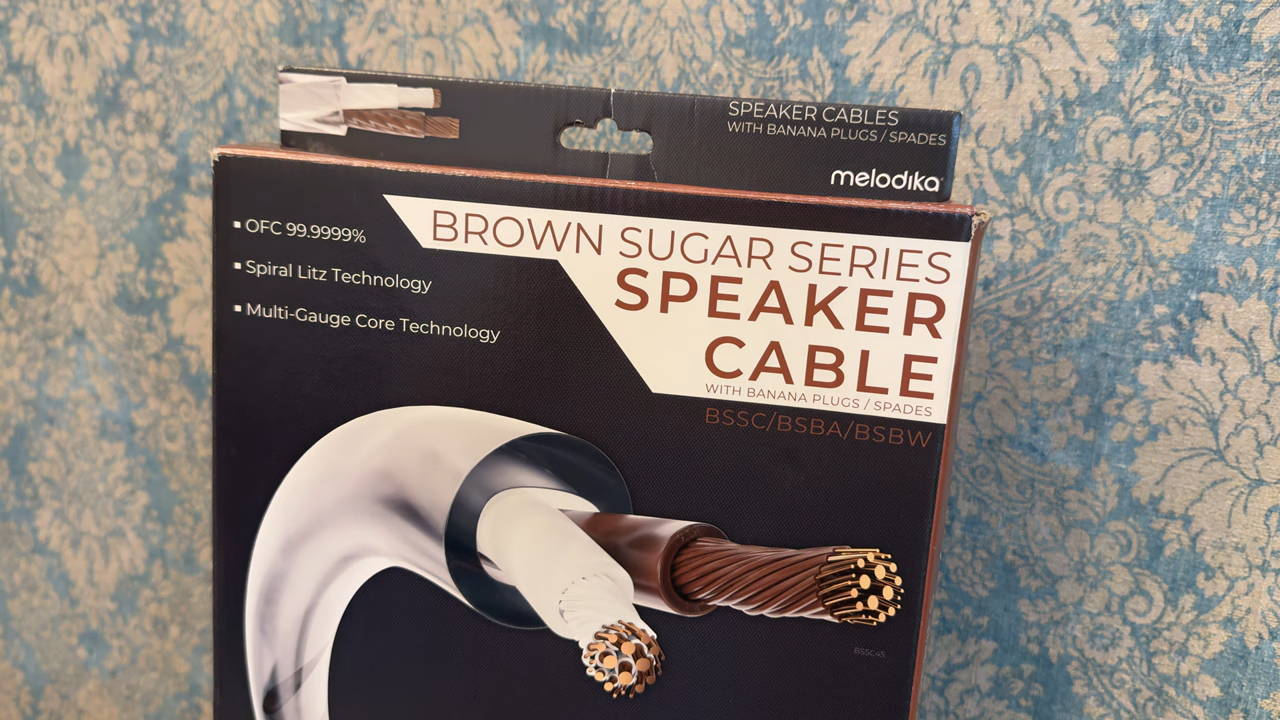 SPEAKER CABLES
WITH BANANA PLUGS / SPADES
melodika
OFC 99.9999%
Spiral Litz Technology
Multi-Gauge Core Technology
BROWN SUGAR SERIES
SPEAKER
CABLE
WITH BANANA PLUGS / SPADES
BSSC/BSBA/BSBW
BSSC45